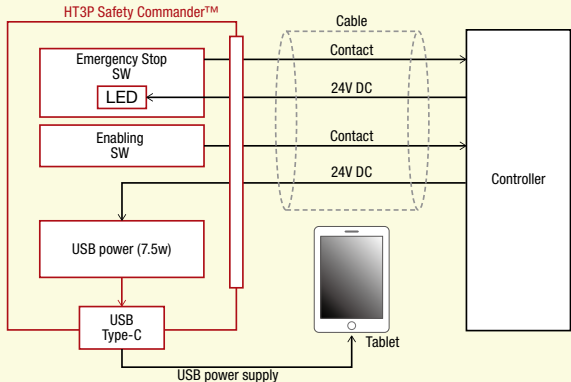 HT3P Safety Commander™
Cable
Emergency Stop
SW
LED
Contact
24V DC
Enabling
SW
Contact
24V DC
Controller
USB power (7.5w)
USB
Type-C
Tablet
USB power supply